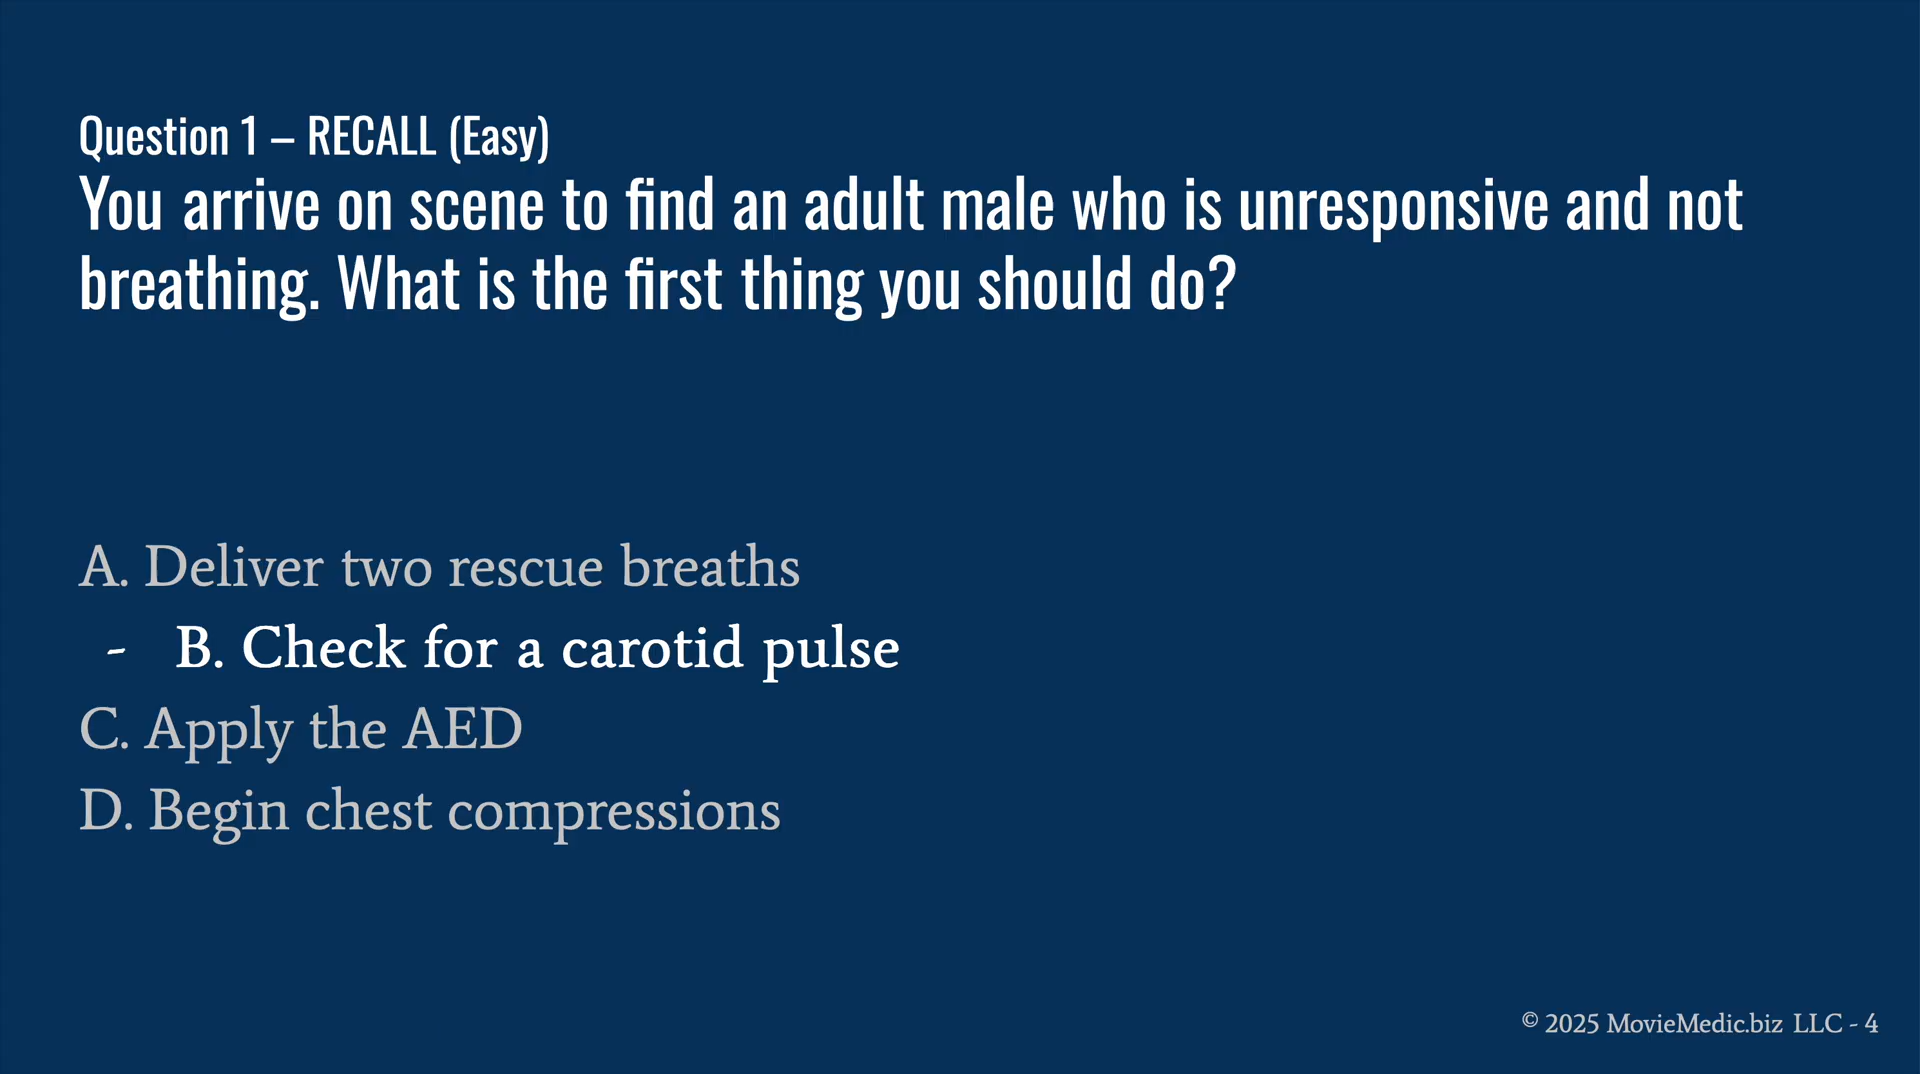 Question 1 – RECALL (Easy)
You arrive on scene to find an adult male who is unresponsive and not
breathing. What is the first thing you should do?
A. Deliver two rescue breaths
- B. Check for a carotid pulse
C. Apply the AED
D. Begin chest compressions
© 2025 MovieMedic.biz LLC - 4